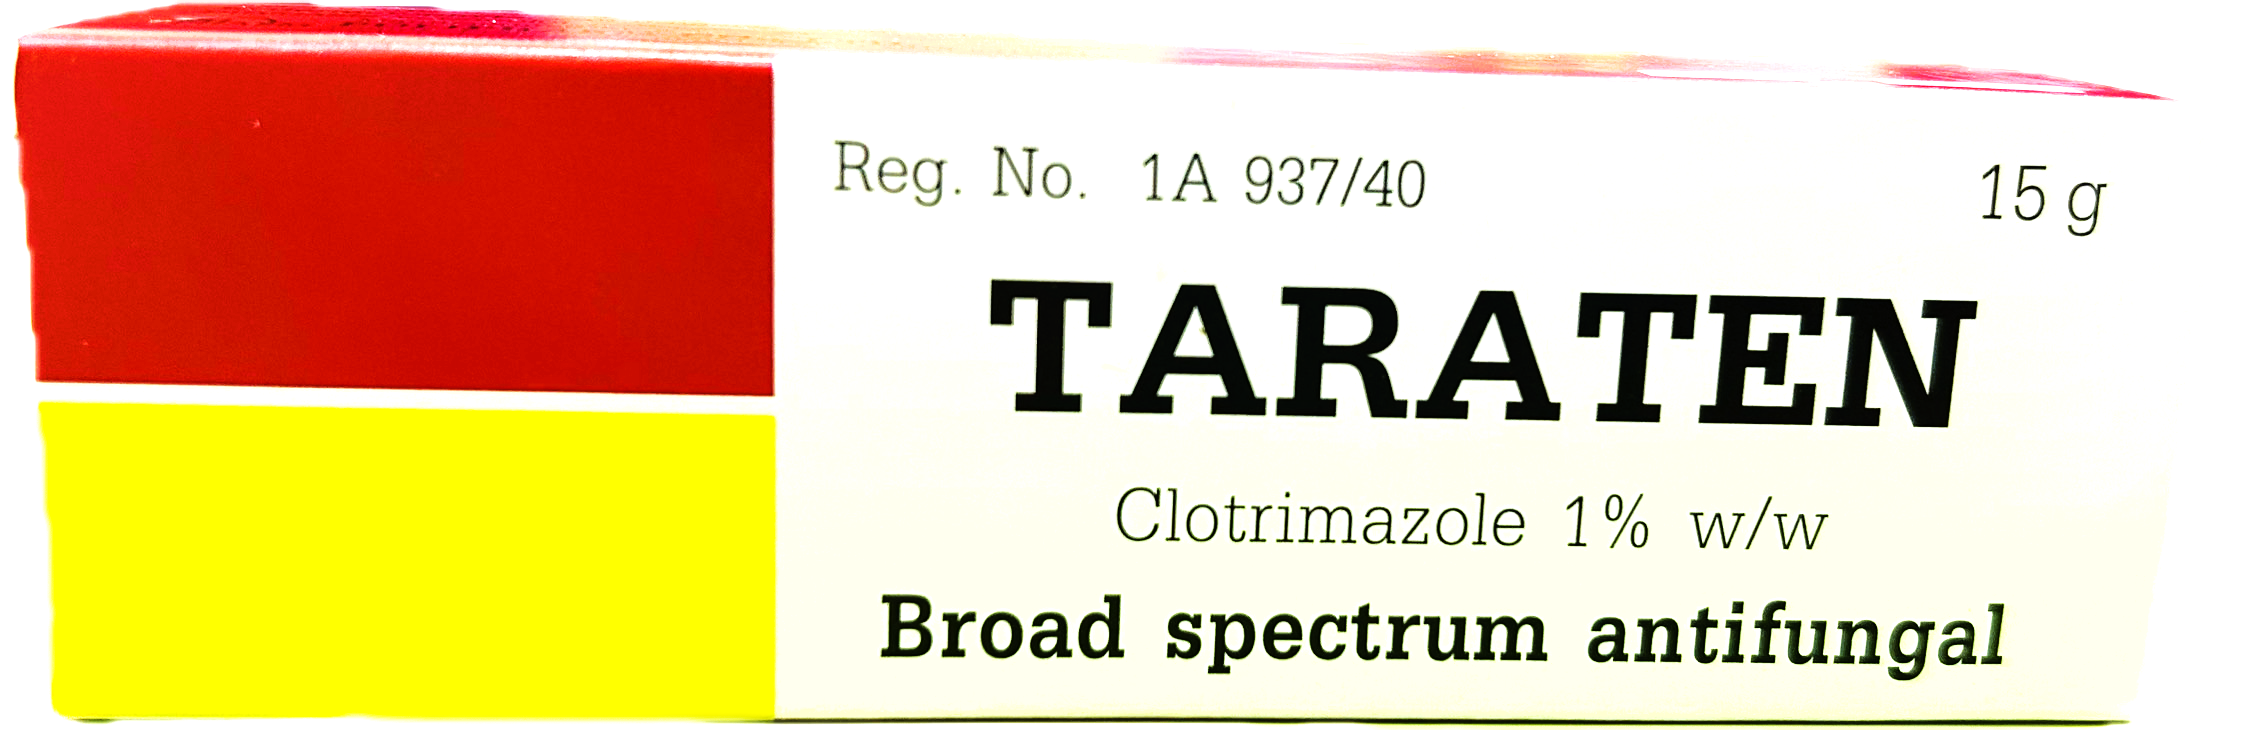 Reg. No. 1A 937/40 15 g
TARATEN
Clotrimazole 1% w/w
Broad spectrum antifungal